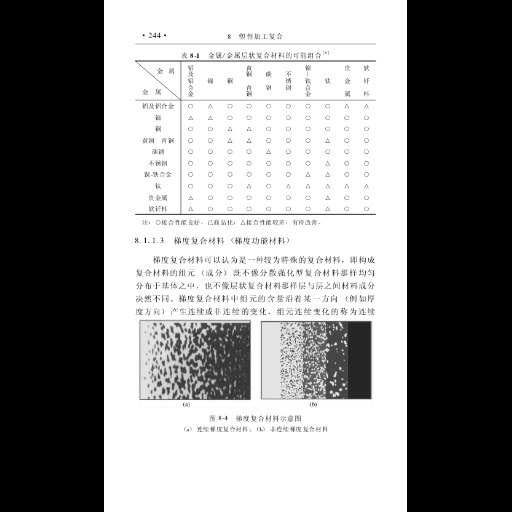 • 244 •
8 塑性加工复合
表 8-1 金属/金属层状复合材料的可能组合[6]
金 属 铝及铝合金 镍 铜 黄铜 青铜 碳钢 不锈钢 镍-铁合金 钛 贵金属 软钎料
金 属
铝及铝合金 ○ △ ○ ○ ○ ○ ○ ○ △ △
镍 △ △ ○ ○ ○ ○ ○ ○ ○ ○
铜 ○ ○ △ △ ○ ○ ○ ○ ○ ○
黄铜 青铜 ○ ○ △ △ ○ ○ ○ △ ○ ○
碳钢 ○ ○ ○ ○ △ ○ ○ ○ ○ ○
不锈钢 ○ ○ ○ ○ ○ ○ ○ △ ○ ○
镍-铁合金 ○ ○ ○ ○ ○ ○ △ △ ○ ○
钛 ○ ○ ○ △ ○ △ △ △ △ △
贵金属 △ ○ ○ ○ ○ ○ ○ △ ○ ○
软钎料 △ ○ ○ ○ ○ ○ ○ △ ○ ○
注：○接合性能良好，已商品化；△接合性能较差，有待改善。
8.1.1.3 梯度复合材料（梯度功能材料）
梯度复合材料可以认为是一种较为特殊的复合材料，即构成
复合材料的组元（成分）既不像分散强化型复合材料那样均匀
分布于基体之中，也不像层状复合材料那样层与层之间材料成分
决然不同。梯度复合材料中组元的含量沿着某一方向（例如厚
度方向）产生连续或非连续的变化，组元连续变化的称为连续
(a)
(b)
图 8-4 梯度复合材料示意图
(a) 连续梯度复合材料；(b) 非连续梯度复合材料